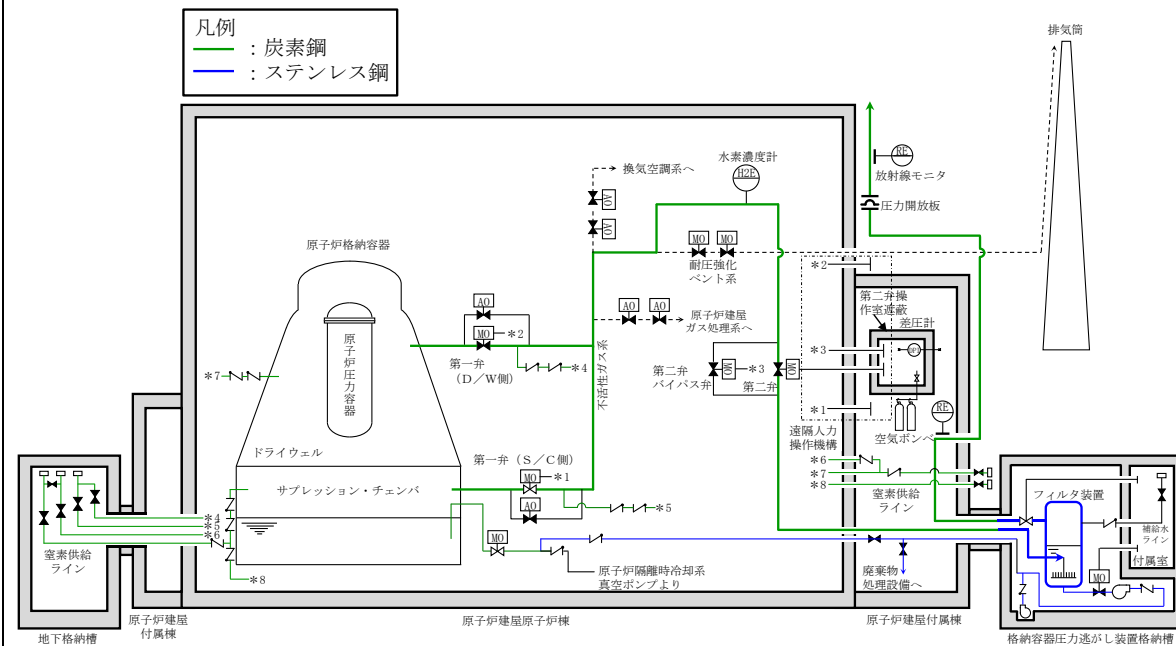 凡例
：炭素鋼
：ステンレス鋼
排気筒
RE
放射線モニタ
圧力開放板
水素濃度計
H2E
換気空調系へ
AO
AO
原子炉格納容器
原子炉圧力容器
MO
MO
耐圧強化
ベント系
＊2
AO
AO
原子炉建屋
ガス処理系へ
AO
MO
＊2
第一弁
（D／W側）
＊4
不活性ガス系
第二弁操
作室遮蔽
差圧計
DPI
＊3
MO
＊3
第二弁
バイパス弁
MO
第二弁
＊1
遠隔人力
操作機構
空気ボンベ
RE
＊7
ドライウェル
サプレッション・チェンバ
第一弁（S／C側）
MO
＊1
AO
＊5
＊6
＊7
＊8
窒素供給
ライン
フィルタ装置
補給水
ライン
付属室
MO
＊4
＊5
＊6
＊8
窒素供給
ライン
MO
原子炉隔離時冷却系
真空ポンプより
廃棄物
処理設備へ
地下格納槽
原子炉建屋
付属棟
原子炉建屋原子炉棟
原子炉建屋付属棟
格納容器圧力逃がし装置格納槽